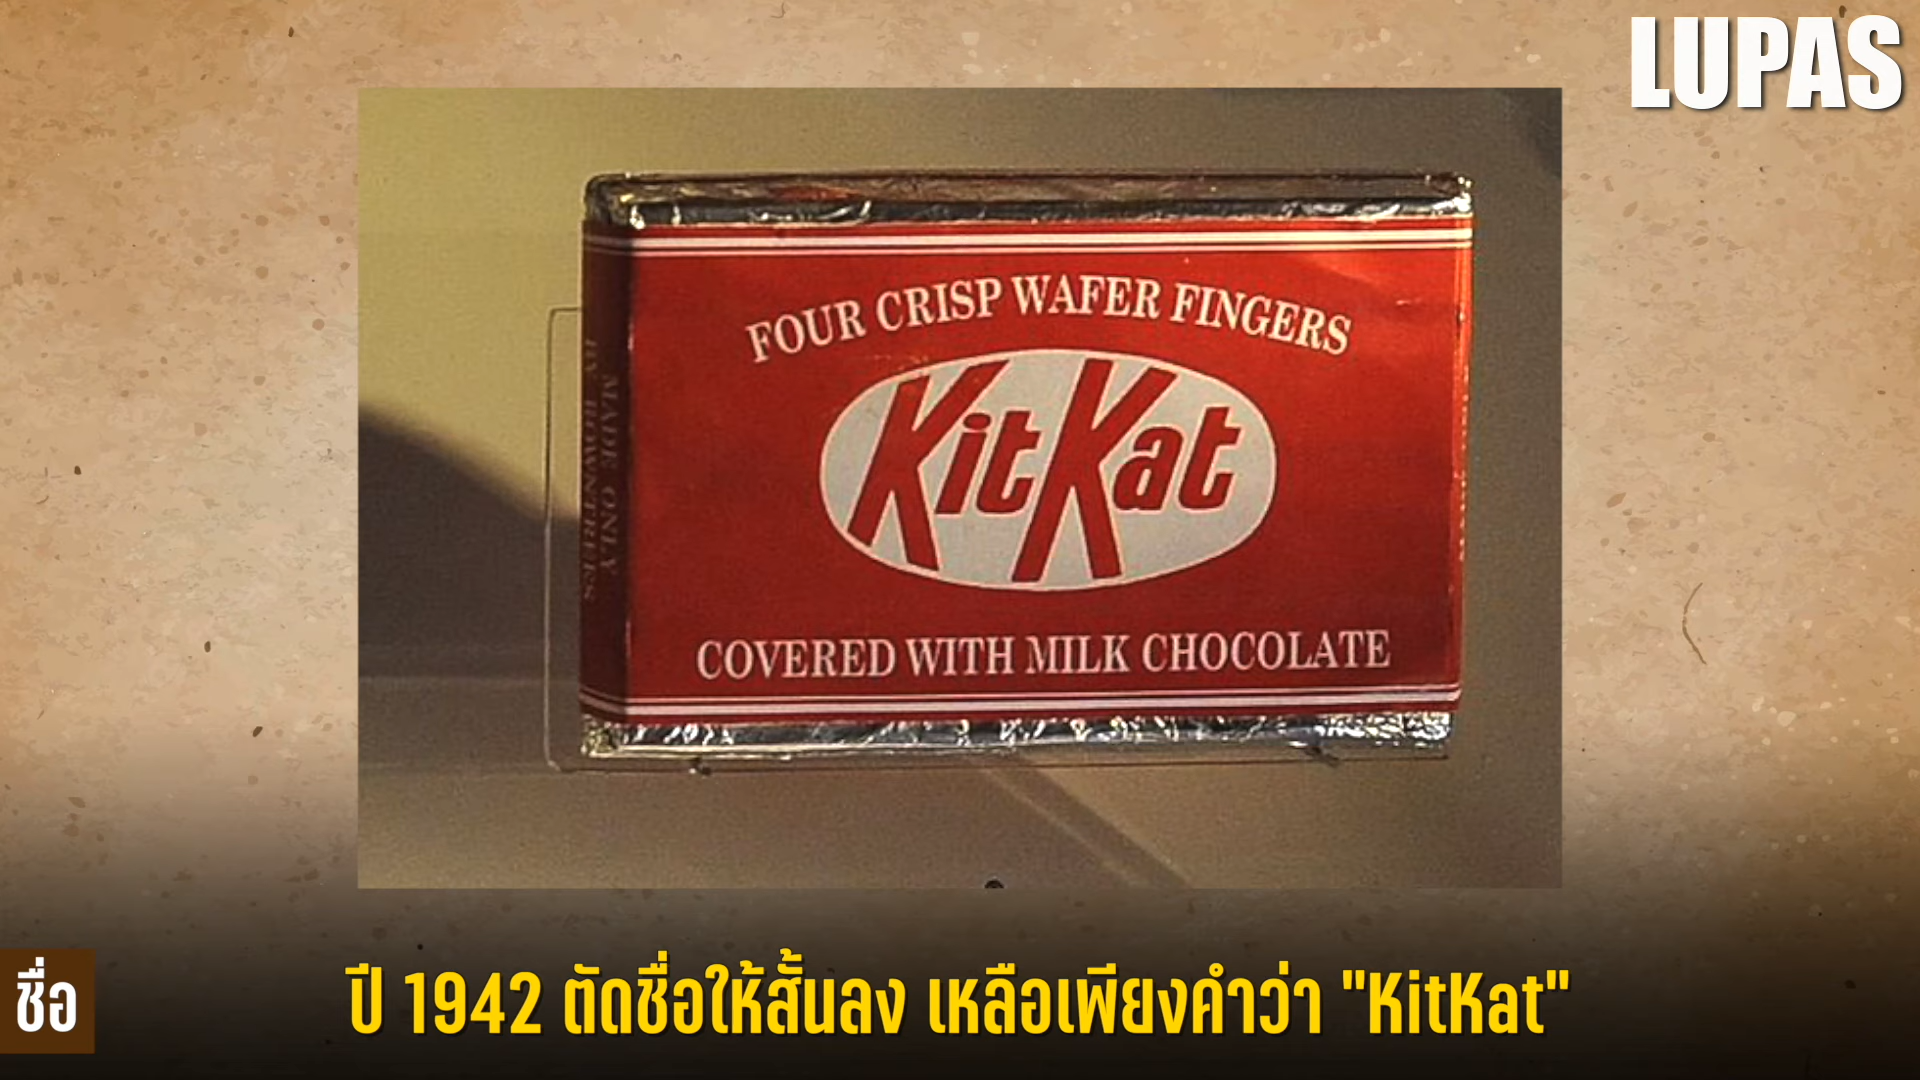 LUPAS
FOUR CRISP WAFER FINGERS
KitKat
COVERED WITH MILK CHOCOLATE
MADE ONLY
BY ROWNTREES
ชื่อ
ปี 1942 ตัดชื่อให้สั้นลง เหลือเพียงคำว่า "KitKat"